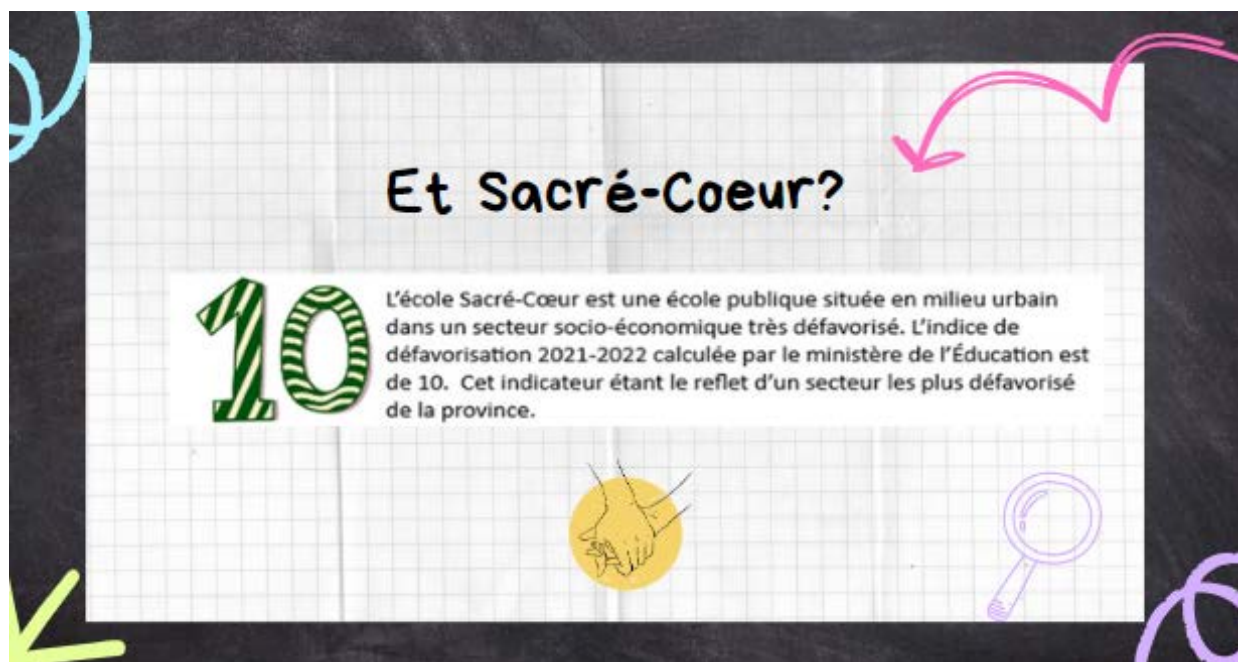 Et Sacré-Coeur?
10
L'école Sacré-Cœur est une école publique située en milieu urbain
dans un secteur socio-économique très défavorisé. L'indice de
défavorisation 2021-2022 calculée par le ministère de l'Éducation est
de 10. Cet indicateur étant le reflet d'un secteur les plus défavorisé
de la province.